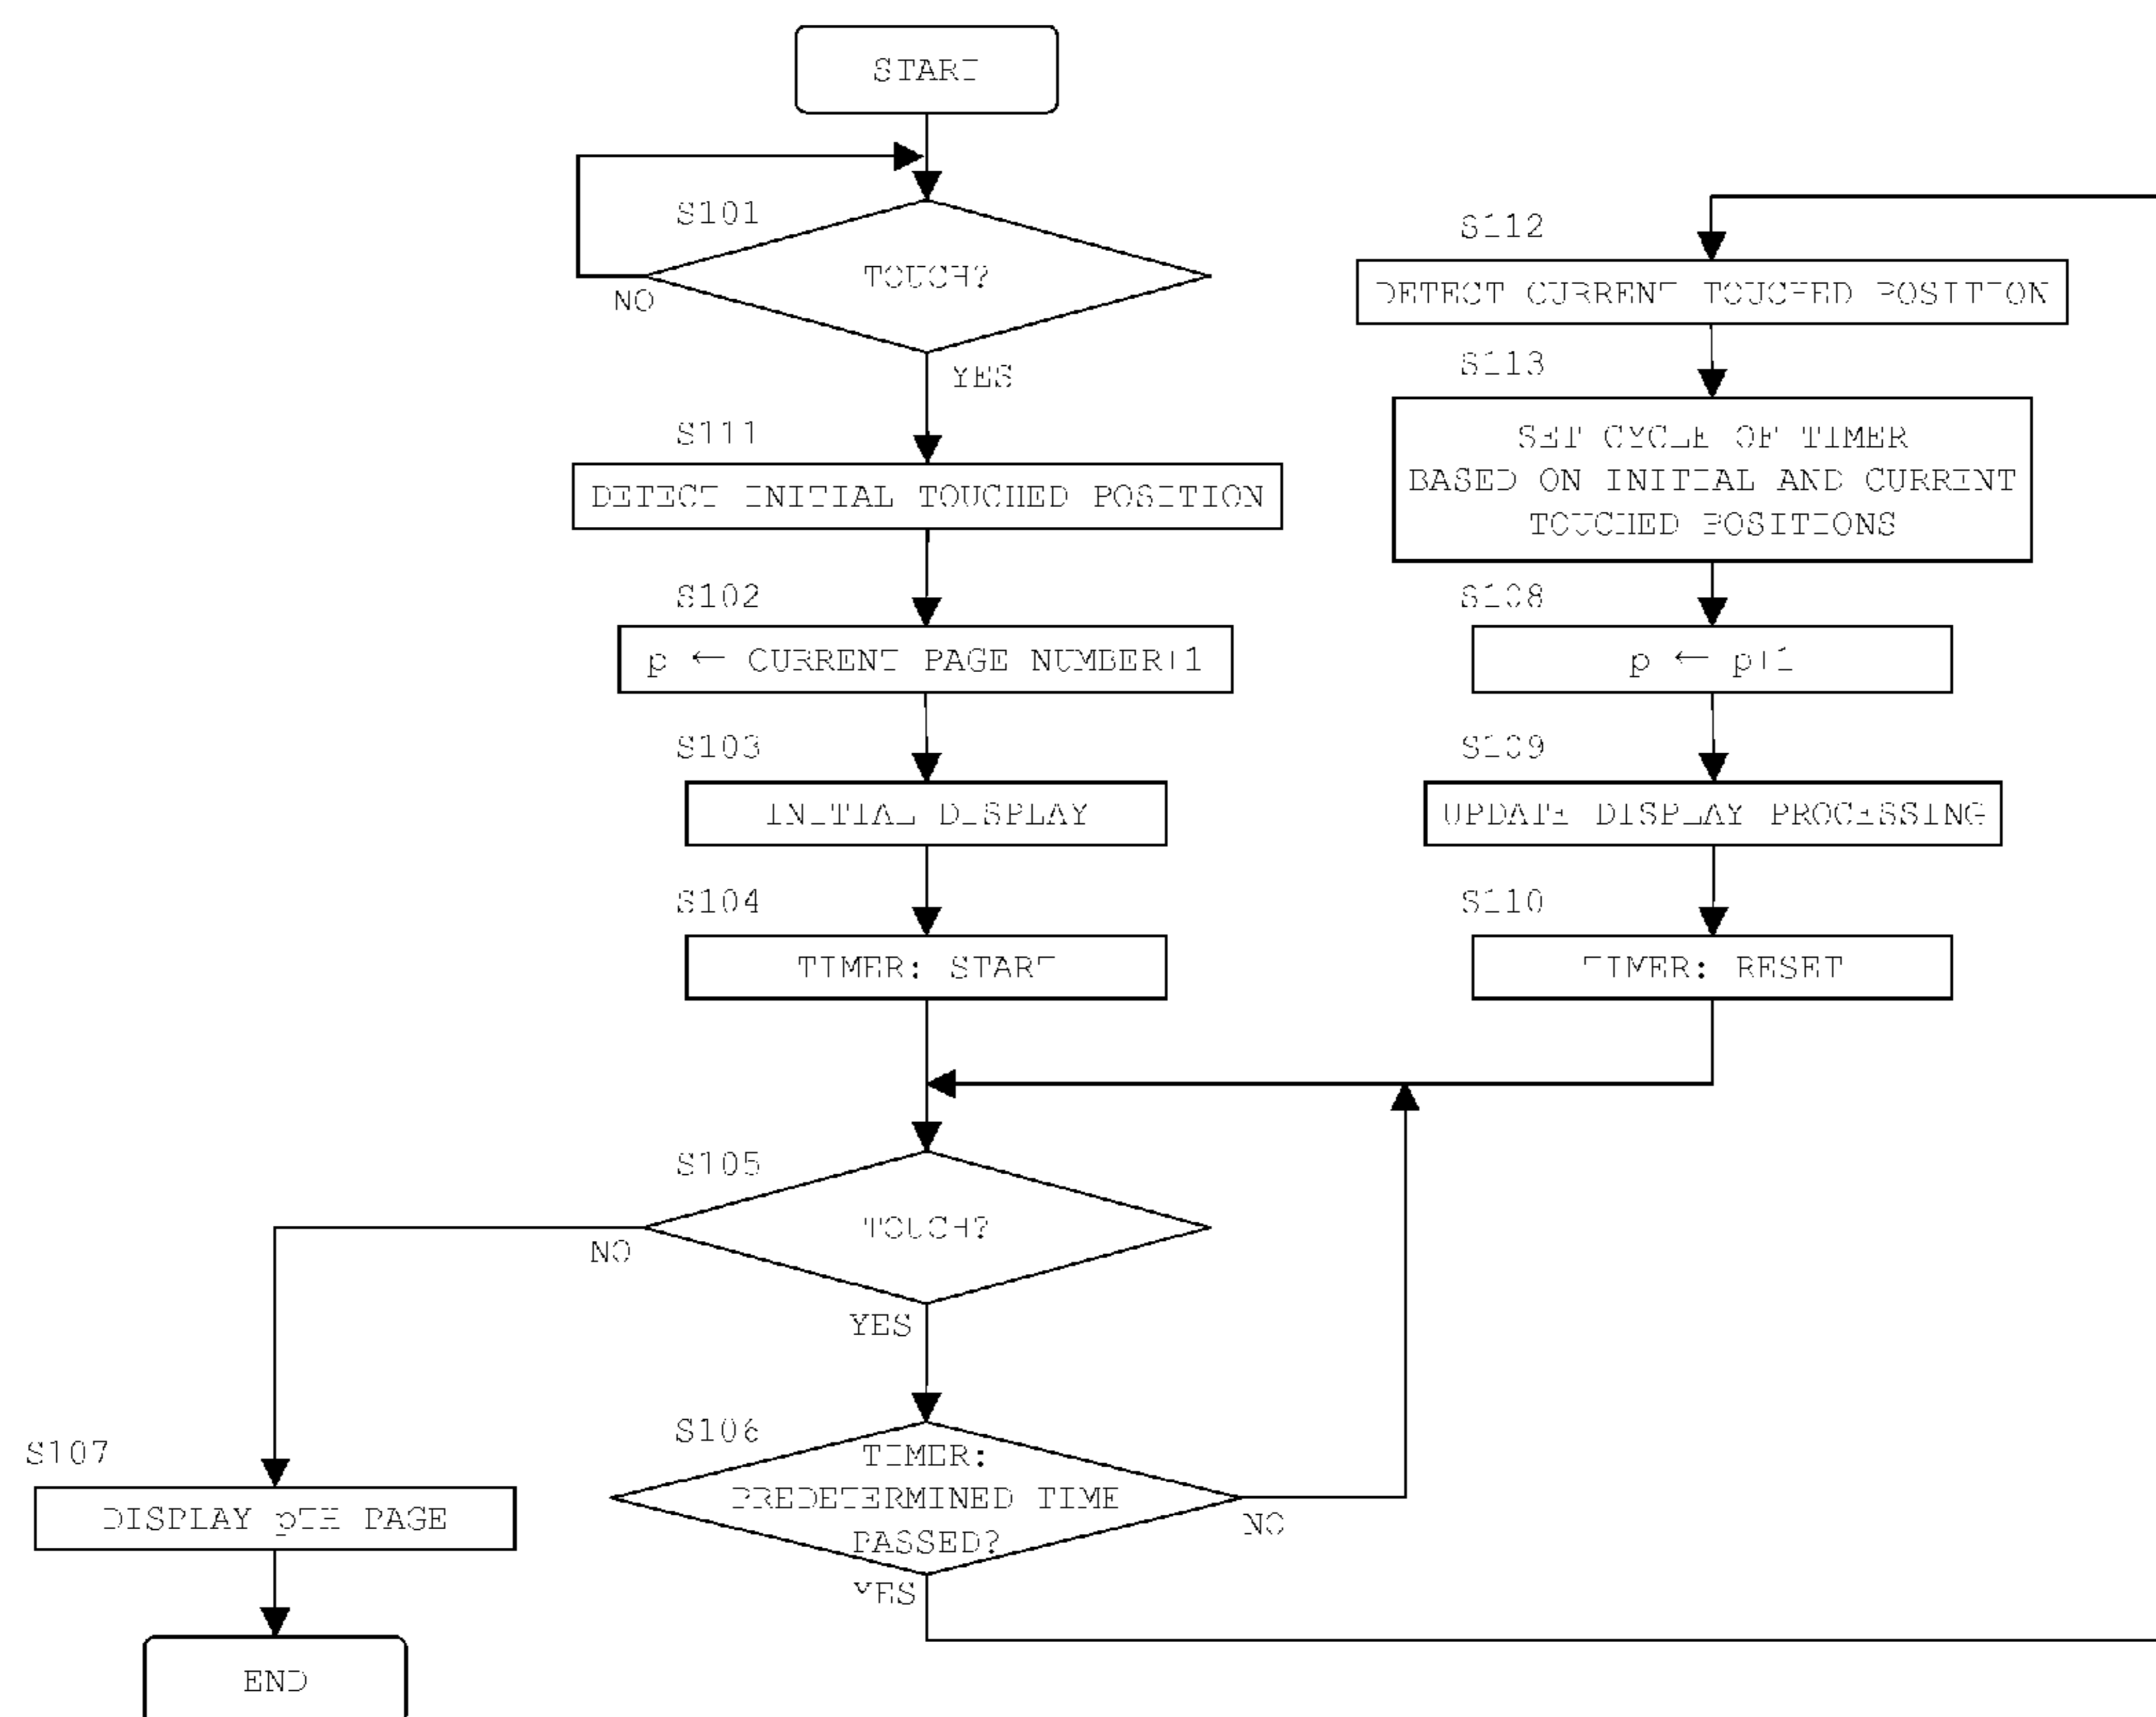 START
S101
TOUCH?
NO
YES
S111
DETECT INITIAL TOUCHED POSITION
S102
p ← CURRENT PAGE NUMBER+1
S103
INITIAL DISPLAY
S104
TIMER: START
S112
DETECT CURRENT TOUCHED POSITION
S113
SET CYCLE OF TIMER
BASED ON INITIAL AND CURRENT
TOUCHED POSITIONS
S108
p ← p+1
S109
UPDATE DISPLAY PROCESSING
S110
TIMER: RESET
S105
TOUCH?
NO
YES
S106
TIMER:
PREDETERMINED TIME
PASSED?
NO
YES
S107
DISPLAY pTH PAGE
END